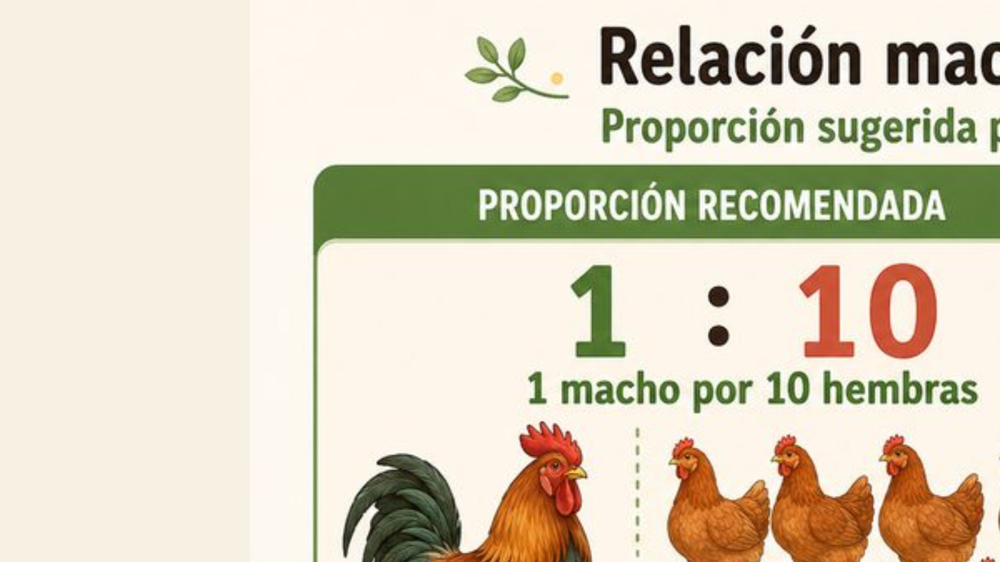 Relación mac
Proporción sugerida p
PROPORCIÓN RECOMENDADA
1 : 10
1 macho por 10 hembras